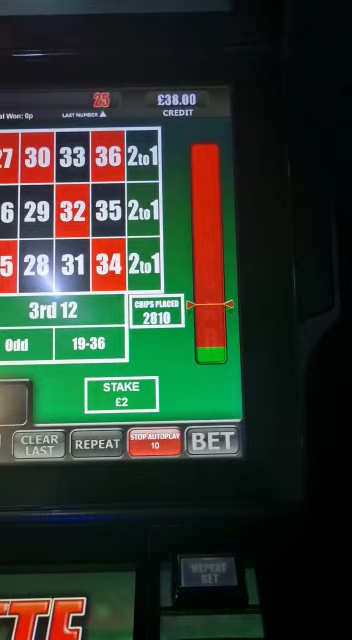 25
£38.00
al Won: 0p
LAST NUMBER
CREDIT
27 30 33 36 2to1
6 29 32 35 2to1
5 28 31 34 2to1
3rd 12
CHIPS PLACED
2810
Odd
19-36
STAKE
£2
CLEAR
LAST
REPEAT
STOP AUTOPLAY
10
BET
REPEAT
BET
TE